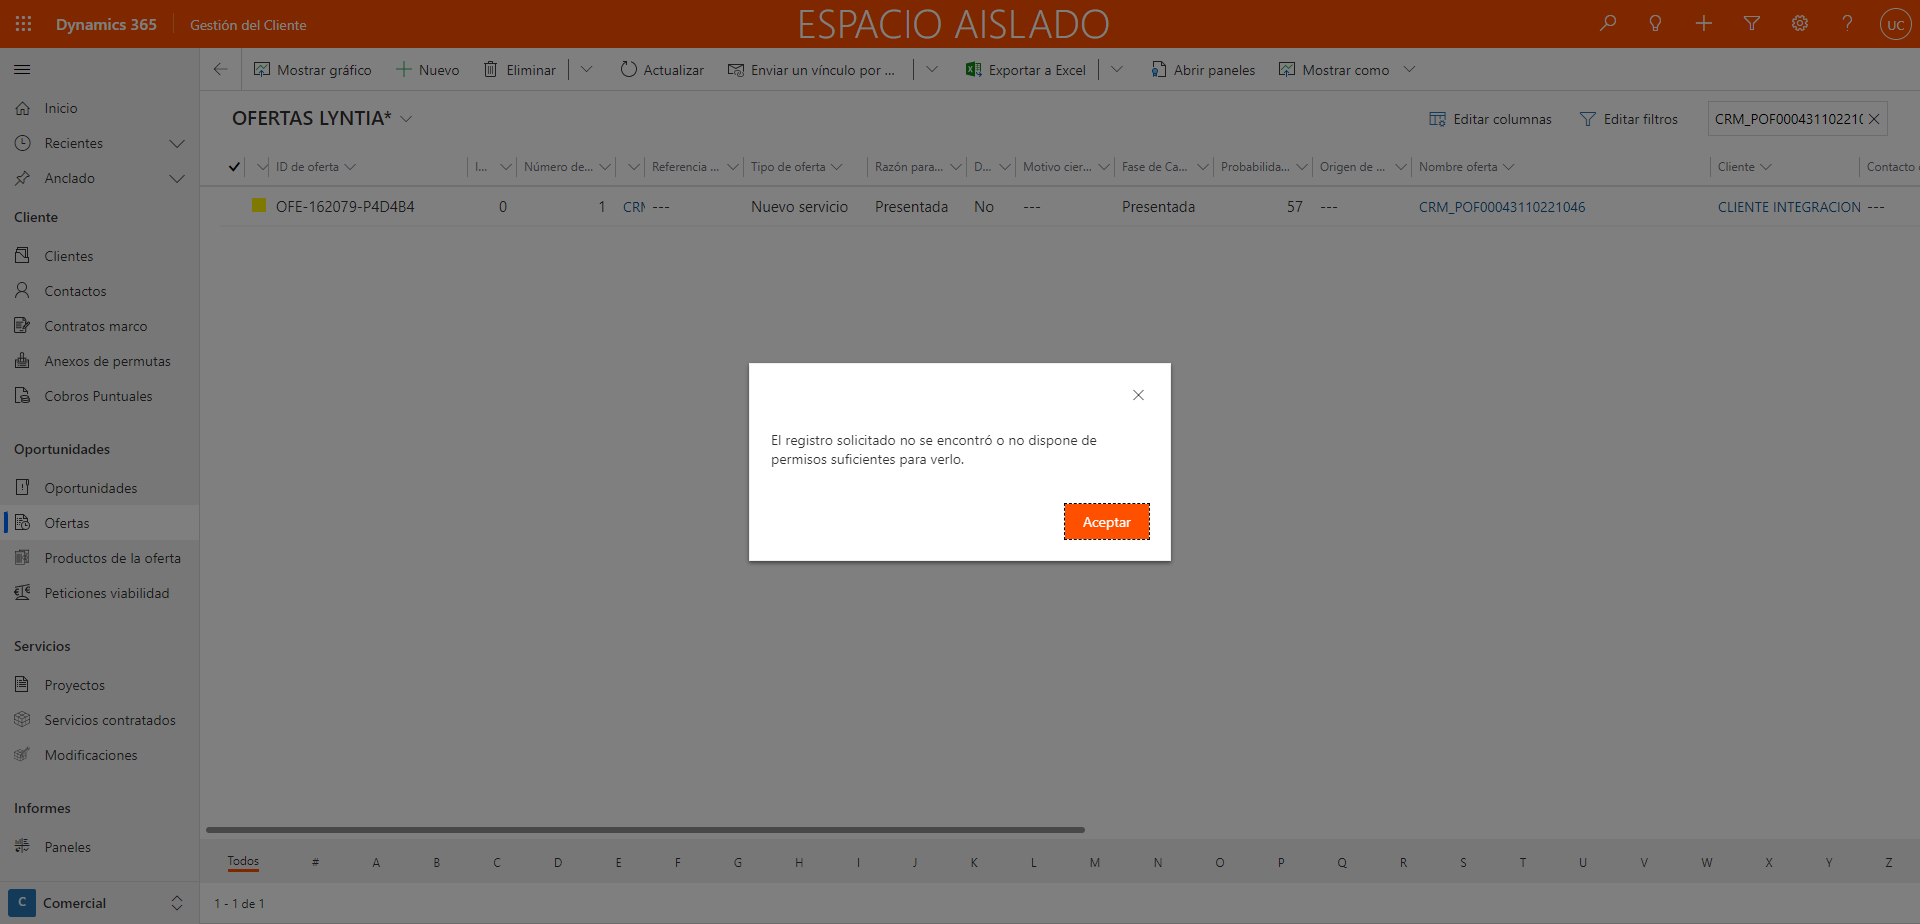 Dynamics 365
Gestión del Cliente
ESPACIO AISLADO
UC
Mostrar gráfico
Nuevo
Eliminar
Actualizar
Enviar un vínculo por ...
Exportar a Excel
Abrir paneles
Mostrar como
Inicio
Recientes
Anclado
Cliente
Clientes
Contactos
Contratos marco
Anexos de permutas
Cobros Puntuales
Oportunidades
Oportunidades
Ofertas
Productos de la oferta
Peticiones viabilidad
Servicios
Proyectos
Servicios contratados
Modificaciones
Informes
Paneles
C Comercial
OFERTAS LYNTIA*
Editar columnas
Editar filtros
CRM_POF000431102210
ID de oferta I... Número de... Referencia ... Tipo de oferta Razón para... D... Motivo cier... Fase de Ca... Probabilida... Origen de ... Nombre oferta Cliente Contacto
OFE-162079-P4D4B4 0 1 CRM --- Nuevo servicio Presentada No --- Presentada 57 --- CRM_POF00043110221046 CLIENTE INTEGRACION ---
El registro solicitado no se encontró o no dispone de
permisos suficientes para verlo.
Aceptar
Todos # A B C D E F G H I J K L M N O P Q R S T U V W X Y Z
1 - 1 de 1